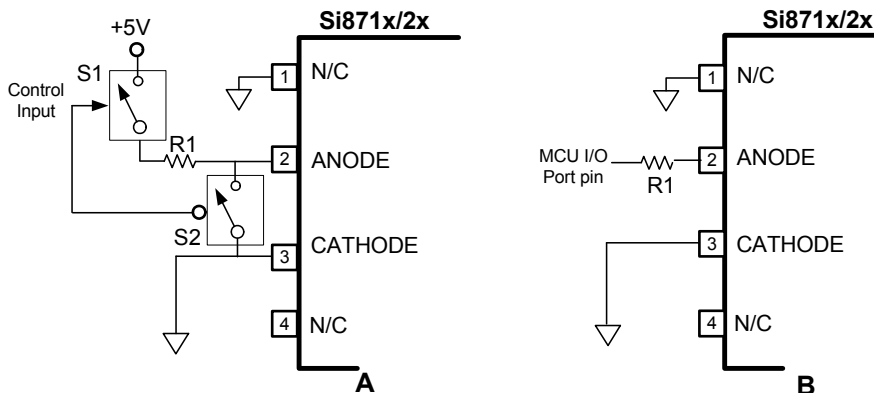 Si871x/2x
+5V
S1
Control
Input
R1
S2
1
N/C
2
ANODE
3
CATHODE
4
N/C
A
Si871x/2x
1
N/C
MCU I/O
Port pin
R1
2
ANODE
3
CATHODE
4
N/C
B